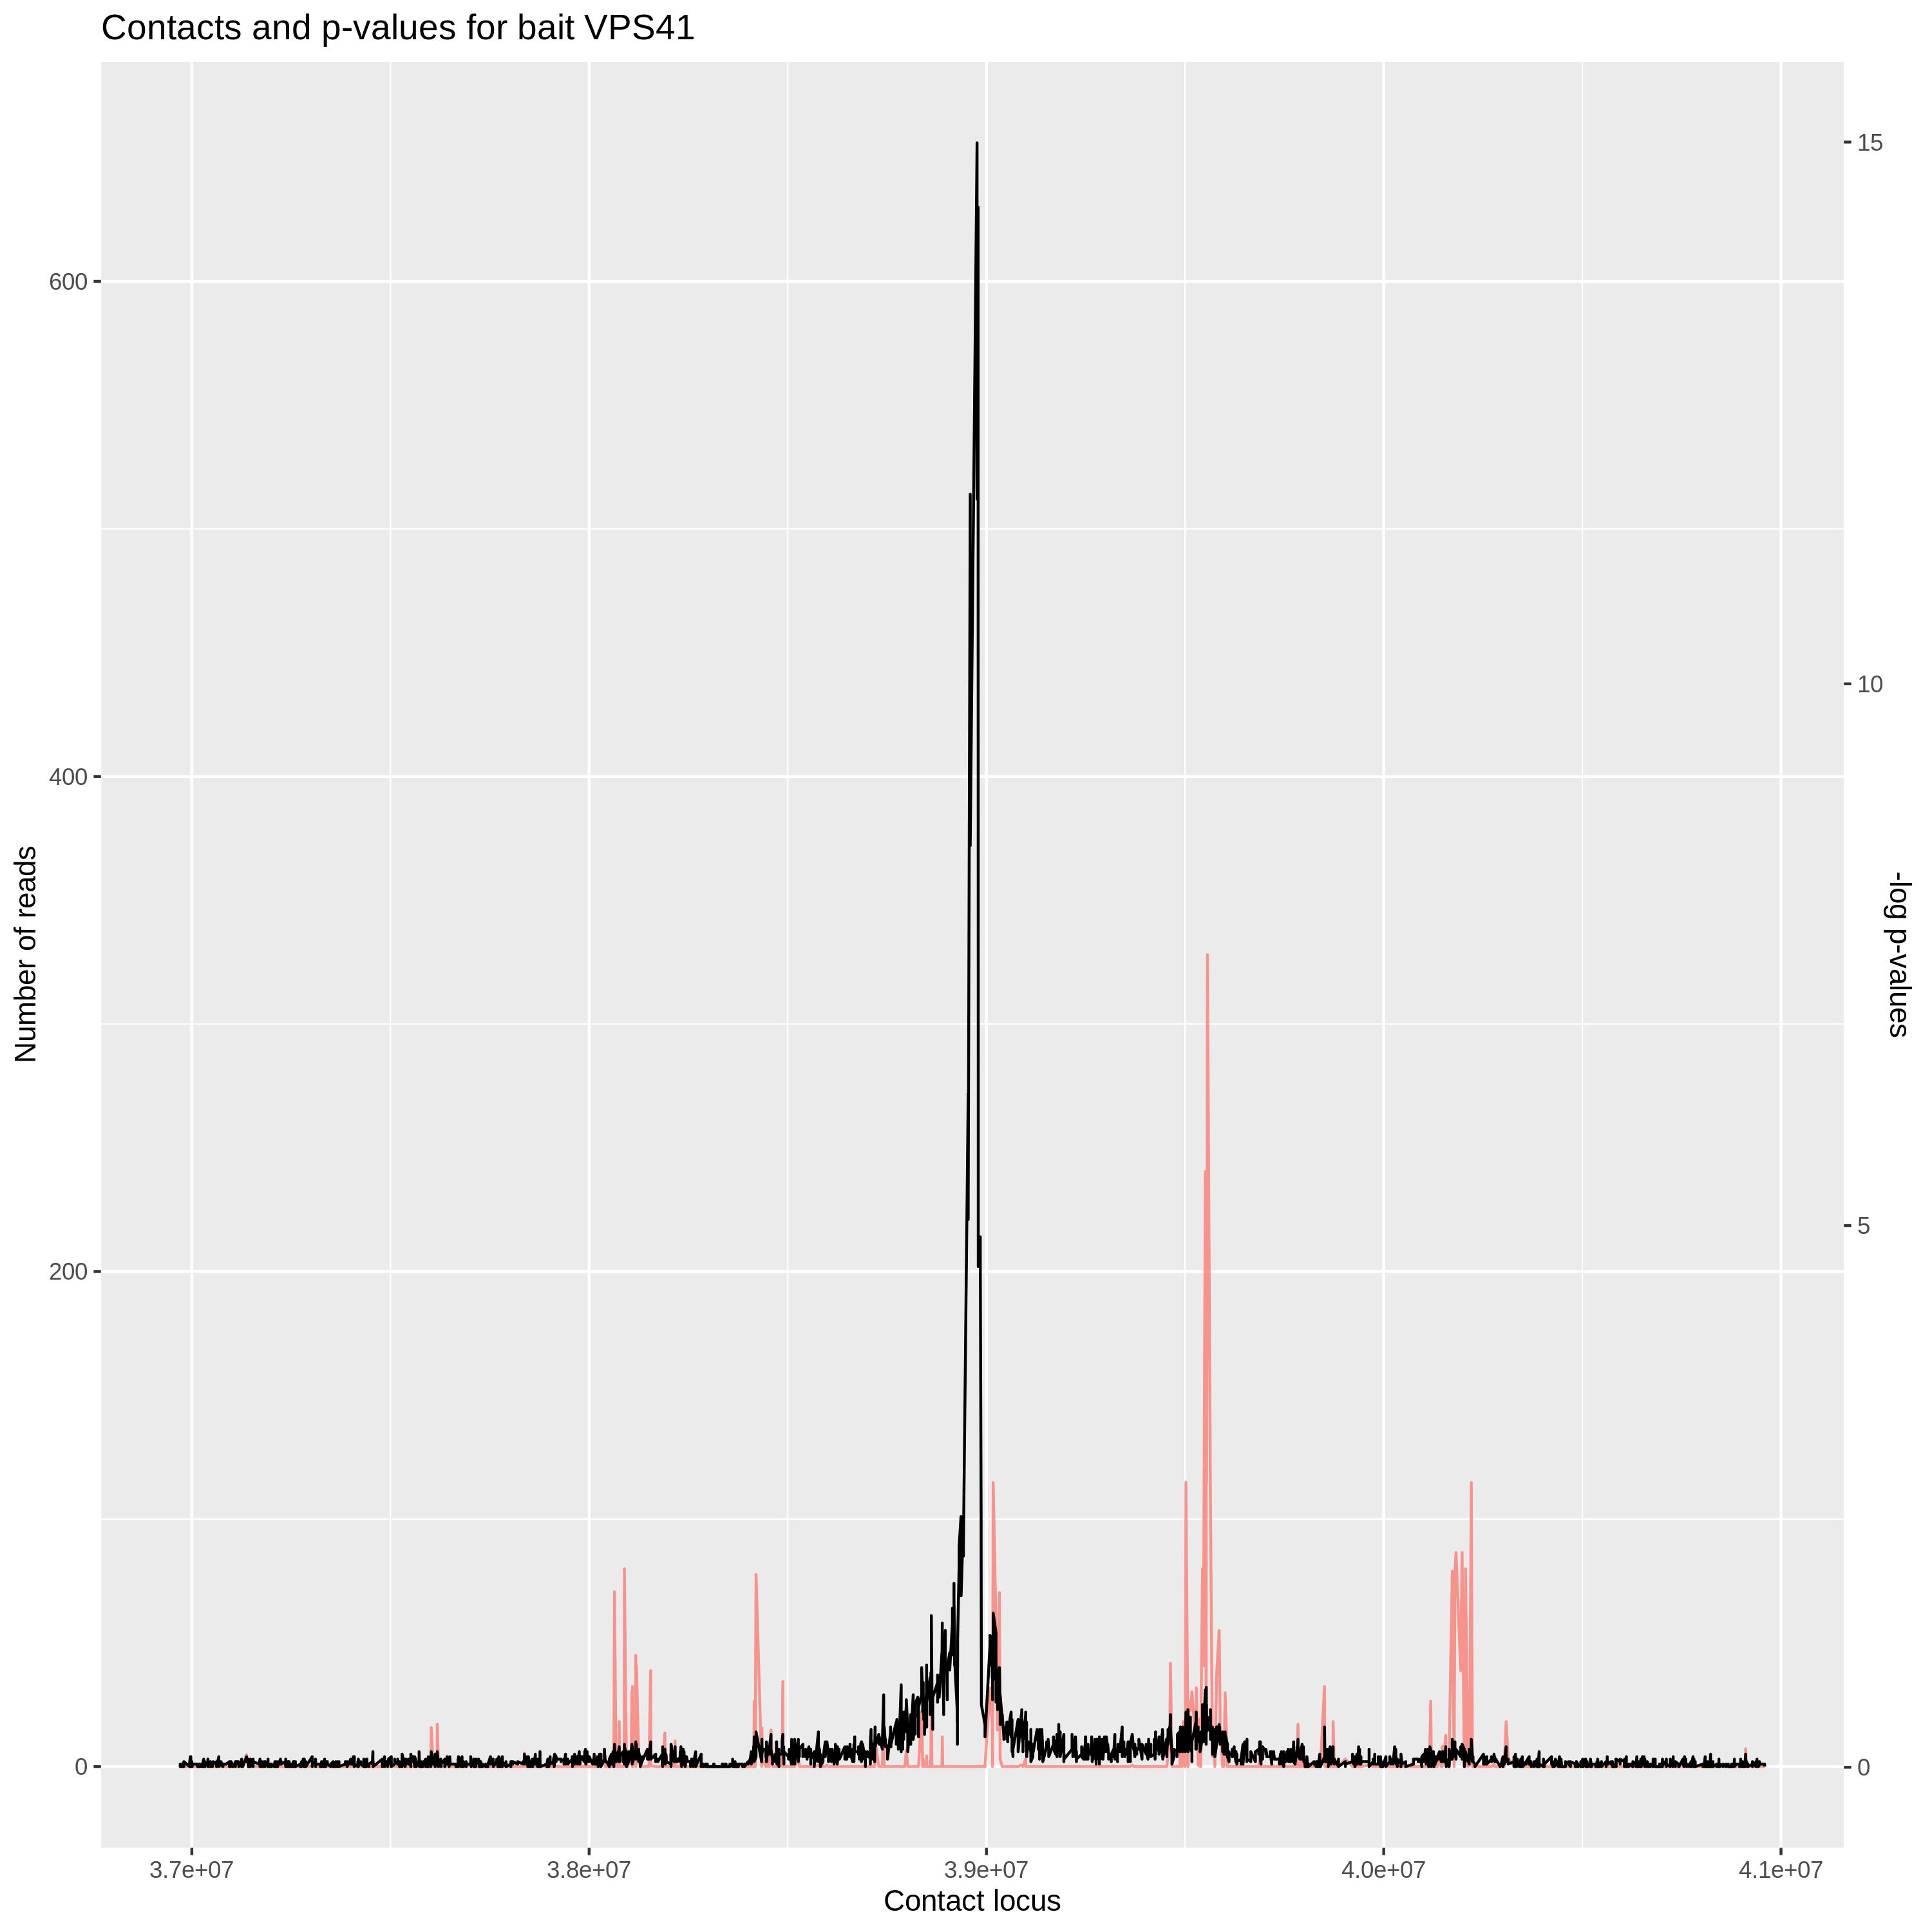 Contacts and p-values for bait VPS41
600
400
200
0
15
10
5
0
Number of reads
-log p-values
3.7e+07
3.8e+07
3.9e+07
4.0e+07
4.1e+07
Contact locus